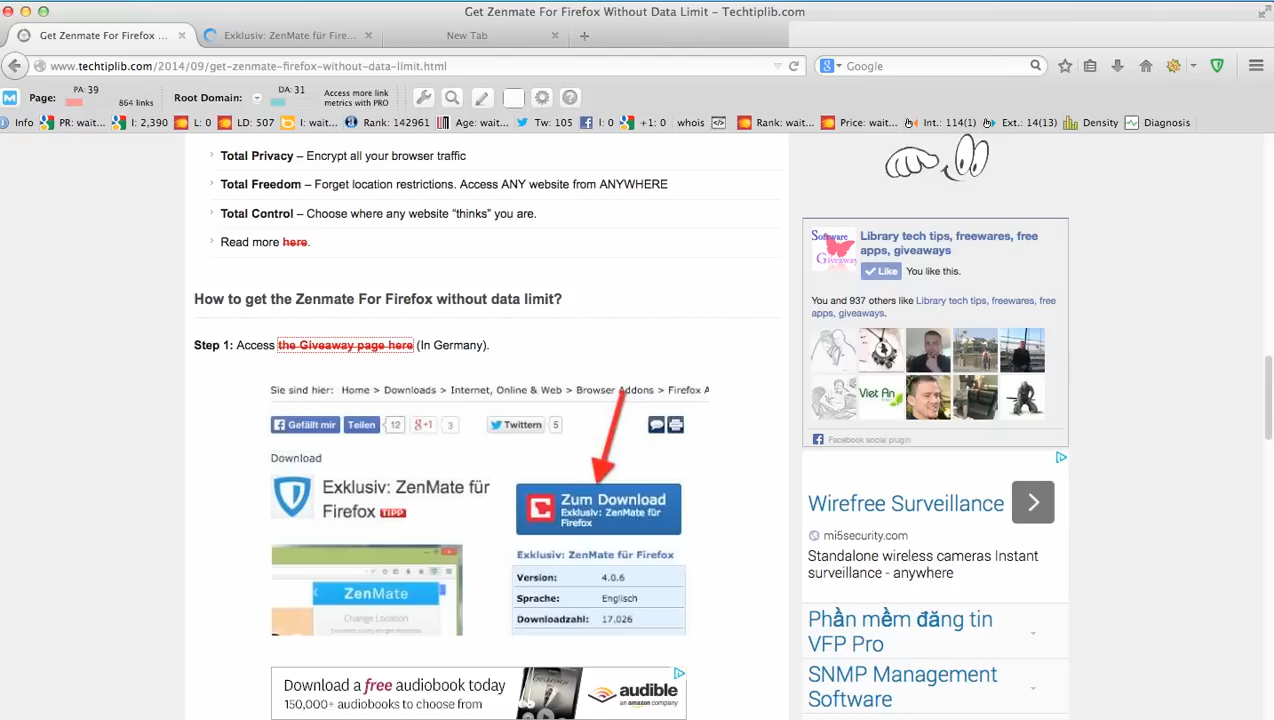 Get Zenmate For Firefox Without Data Limit - Techtiplib.com
Get Zenmate For Firefox ...
Exklusiv: ZenMate für Fire...
New Tab
www.techtiplib.com/2014/09/get-zenmate-firefox-without-data-limit.html
Google
Page:
PA: 39
864 links
Root Domain:
DA: 31
Access more link
metrics with PRO
Info
PR: wait...
I: 2,390
L: 0
LD: 507
I: wait...
Rank: 142961
Age: wait...
Tw: 105
I: 0
+1: 0
whois
Rank: wait...
Price: wait...
Int.: 114(1)
Ext.: 14(13)
Density
Diagnosis
Total Privacy – Encrypt all your browser traffic
Total Freedom – Forget location restrictions. Access ANY website from ANYWHERE
Total Control – Choose where any website “thinks” you are.
Read more here.
How to get the Zenmate For Firefox without data limit?
Step 1: Access the Giveaway page here (In Germany).
Sie sind hier: Home > Downloads > Internet, Online & Web > Browser Addons > Firefox A
Gefällt mir
Teilen
12
+1
3
Twittern
5
Download
Exklusiv: ZenMate für
Firefox TIPP
Zum Download
Exklusiv: ZenMate für
Firefox
Exklusiv: ZenMate für Firefox
Version: 4.0.6
Sprache: Englisch
Downloadzahl: 17.026
ZenMate
Change Location
Download a free audiobook today
150,000+ audiobooks to choose from
audible
an amazon company
Software
Giveaway
Library tech tips, freewares, free
apps, giveaways
Like
You like this.
You and 937 others like Library tech tips, freewares, free
apps, giveaways.
Viet An
Facebook social plugin
Wirefree Surveillance
mi5security.com
Standalone wireless cameras Instant
surveillance - anywhere
Phần mềm đăng tin
VFP Pro
SNMP Management
Software